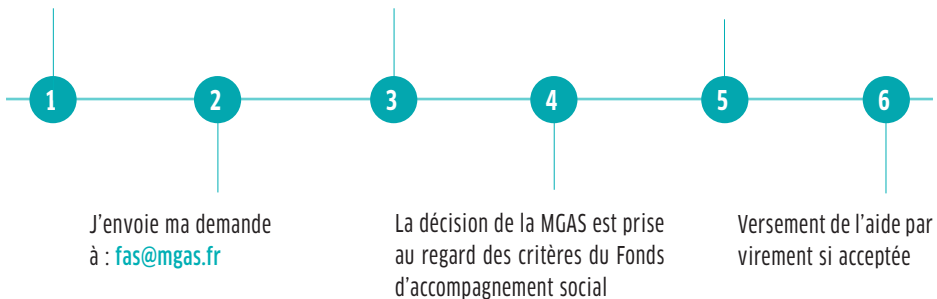 1 2 3 4 5 6
J'envoie ma demande
à : fas@mgas.fr
La décision de la MGAS est prise
au regard des critères du Fonds
d'accompagnement social
Versement de l'aide par
virement si acceptée